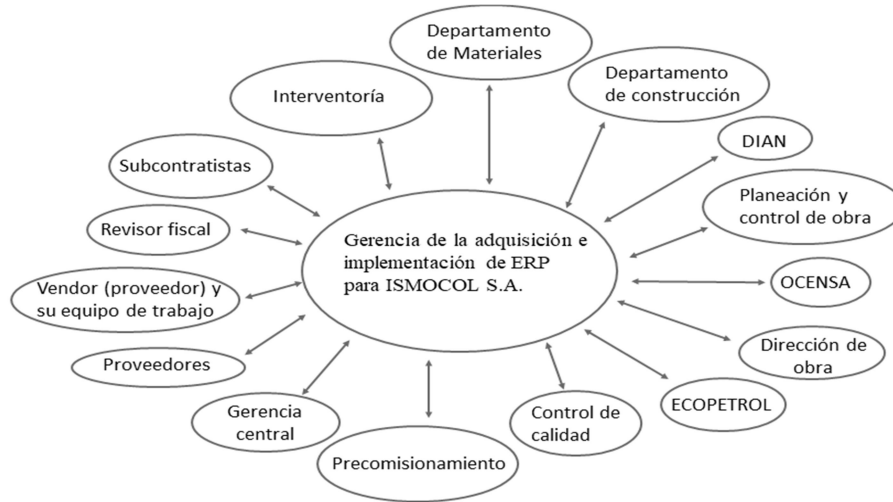 Departamento
de Materiales
Departamento
de construcción
Interventoría
DIAN
Subcontratistas
Planeación y
control de obra
Revisor fiscal
Gerencia de la adquisición e
implementación de ERP
para ISMOCOL S.A.
Vendor (proveedor) y
su equipo de trabajo
OCENSA
Proveedores
Dirección de
obra
Gerencia
central
Control de
calidad
ECOPETROL
Precomisionamiento